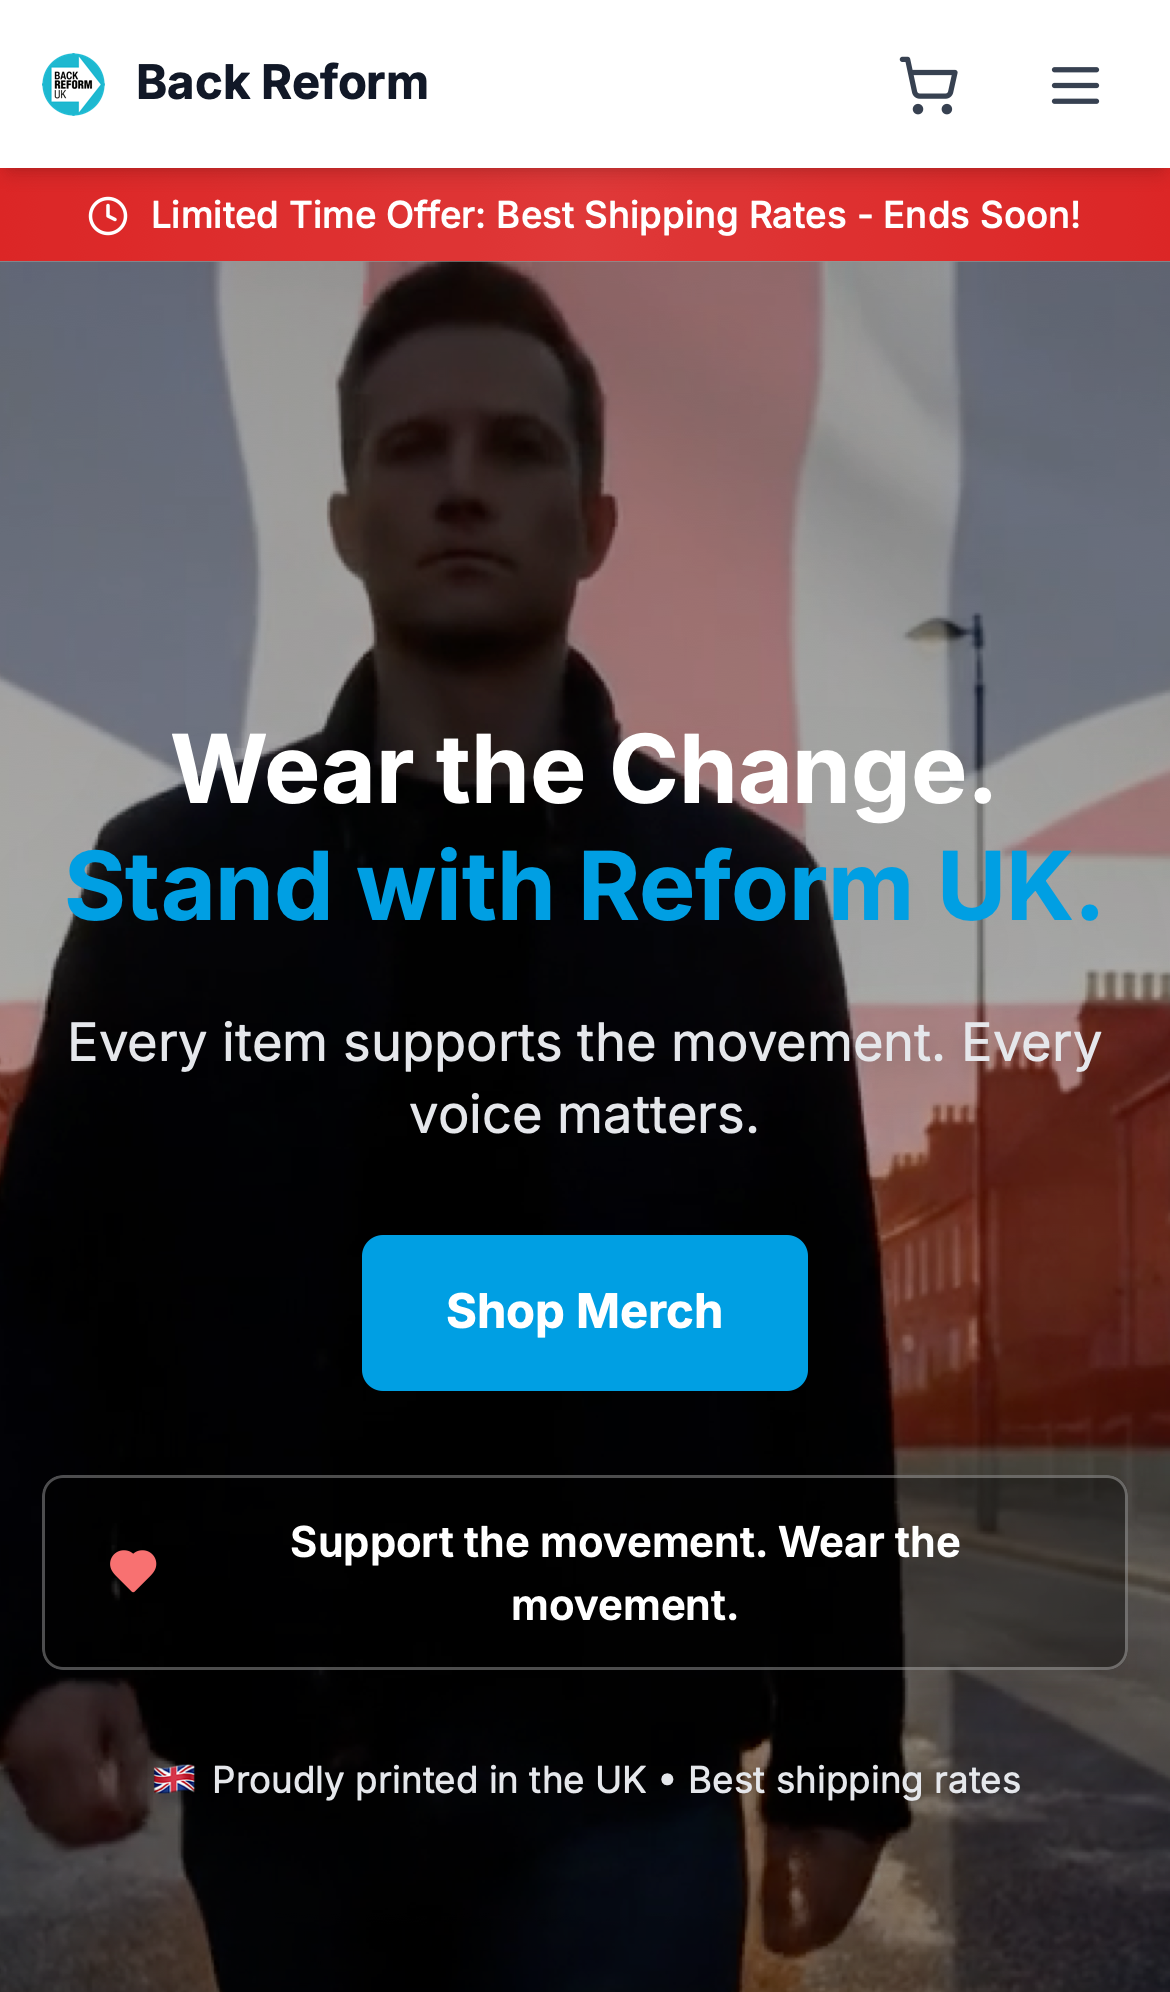 BACK
REFORM
UK
Back Reform
Limited Time Offer: Best Shipping Rates - Ends Soon!
Wear the Change.
Stand with Reform UK.
Every item supports the movement. Every
voice matters.
Shop Merch
Support the movement. Wear the
movement.
🇬🇧 Proudly printed in the UK • Best shipping rates